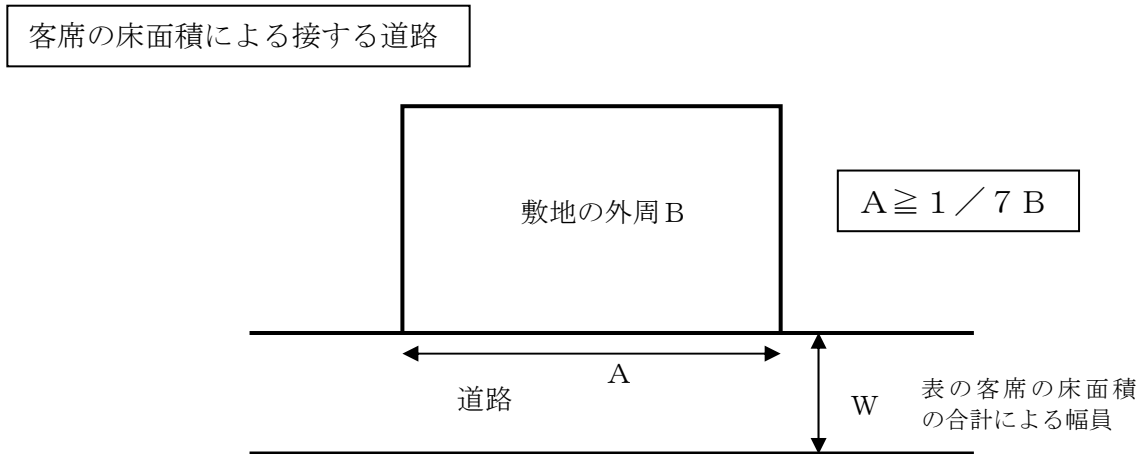 客席の床面積による接する道路
敷地の外周Ｂ
Ａ≧１／７Ｂ
Ａ
道路
Ｗ
表の客席の床面積
の合計による幅員